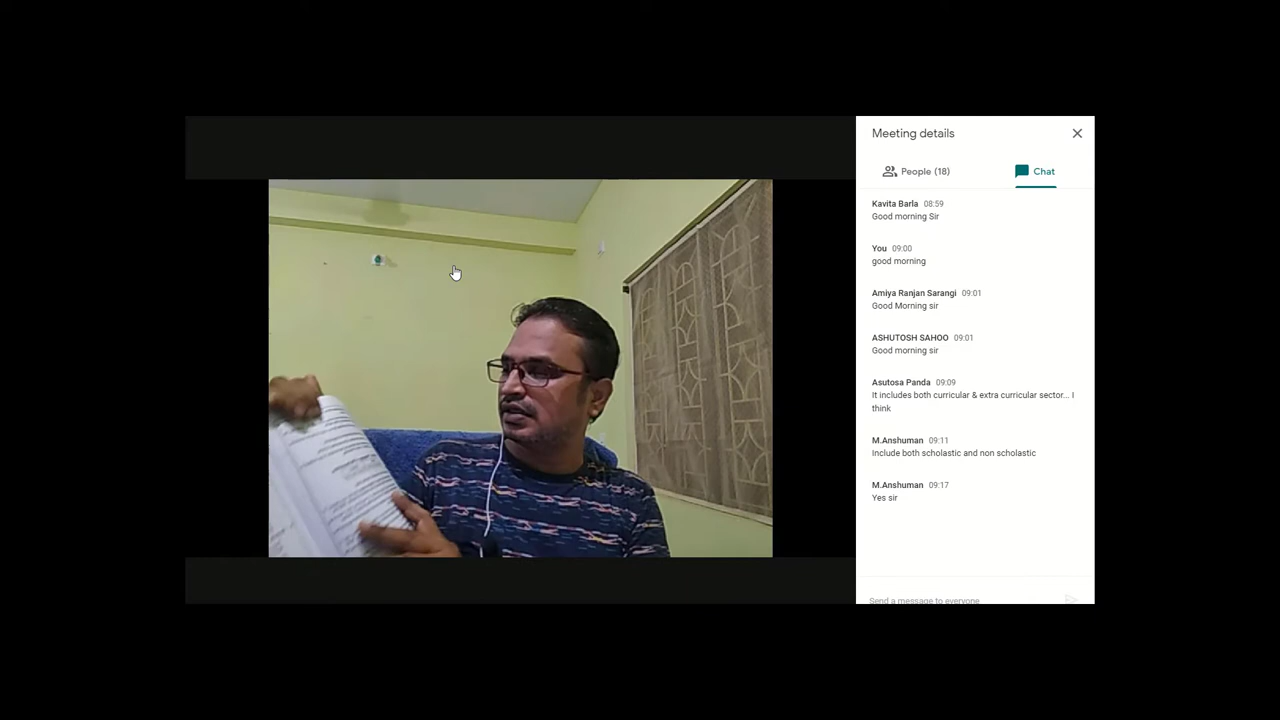 Meeting details
People (18)
Chat
Kavita Barla 08:59
Good morning Sir
You 09:00
good morning
Amiya Ranjan Sarangi 09:01
Good Morning sir
ASHUTOSH SAHOO 09:01
Good morning sir
Asutosa Panda 09:09
It includes both curricular & extra curricular sector... I
think
M.Anshuman 09:11
Include both scholastic and non scholastic
M.Anshuman 09:17
Yes sir
Send a message to everyone